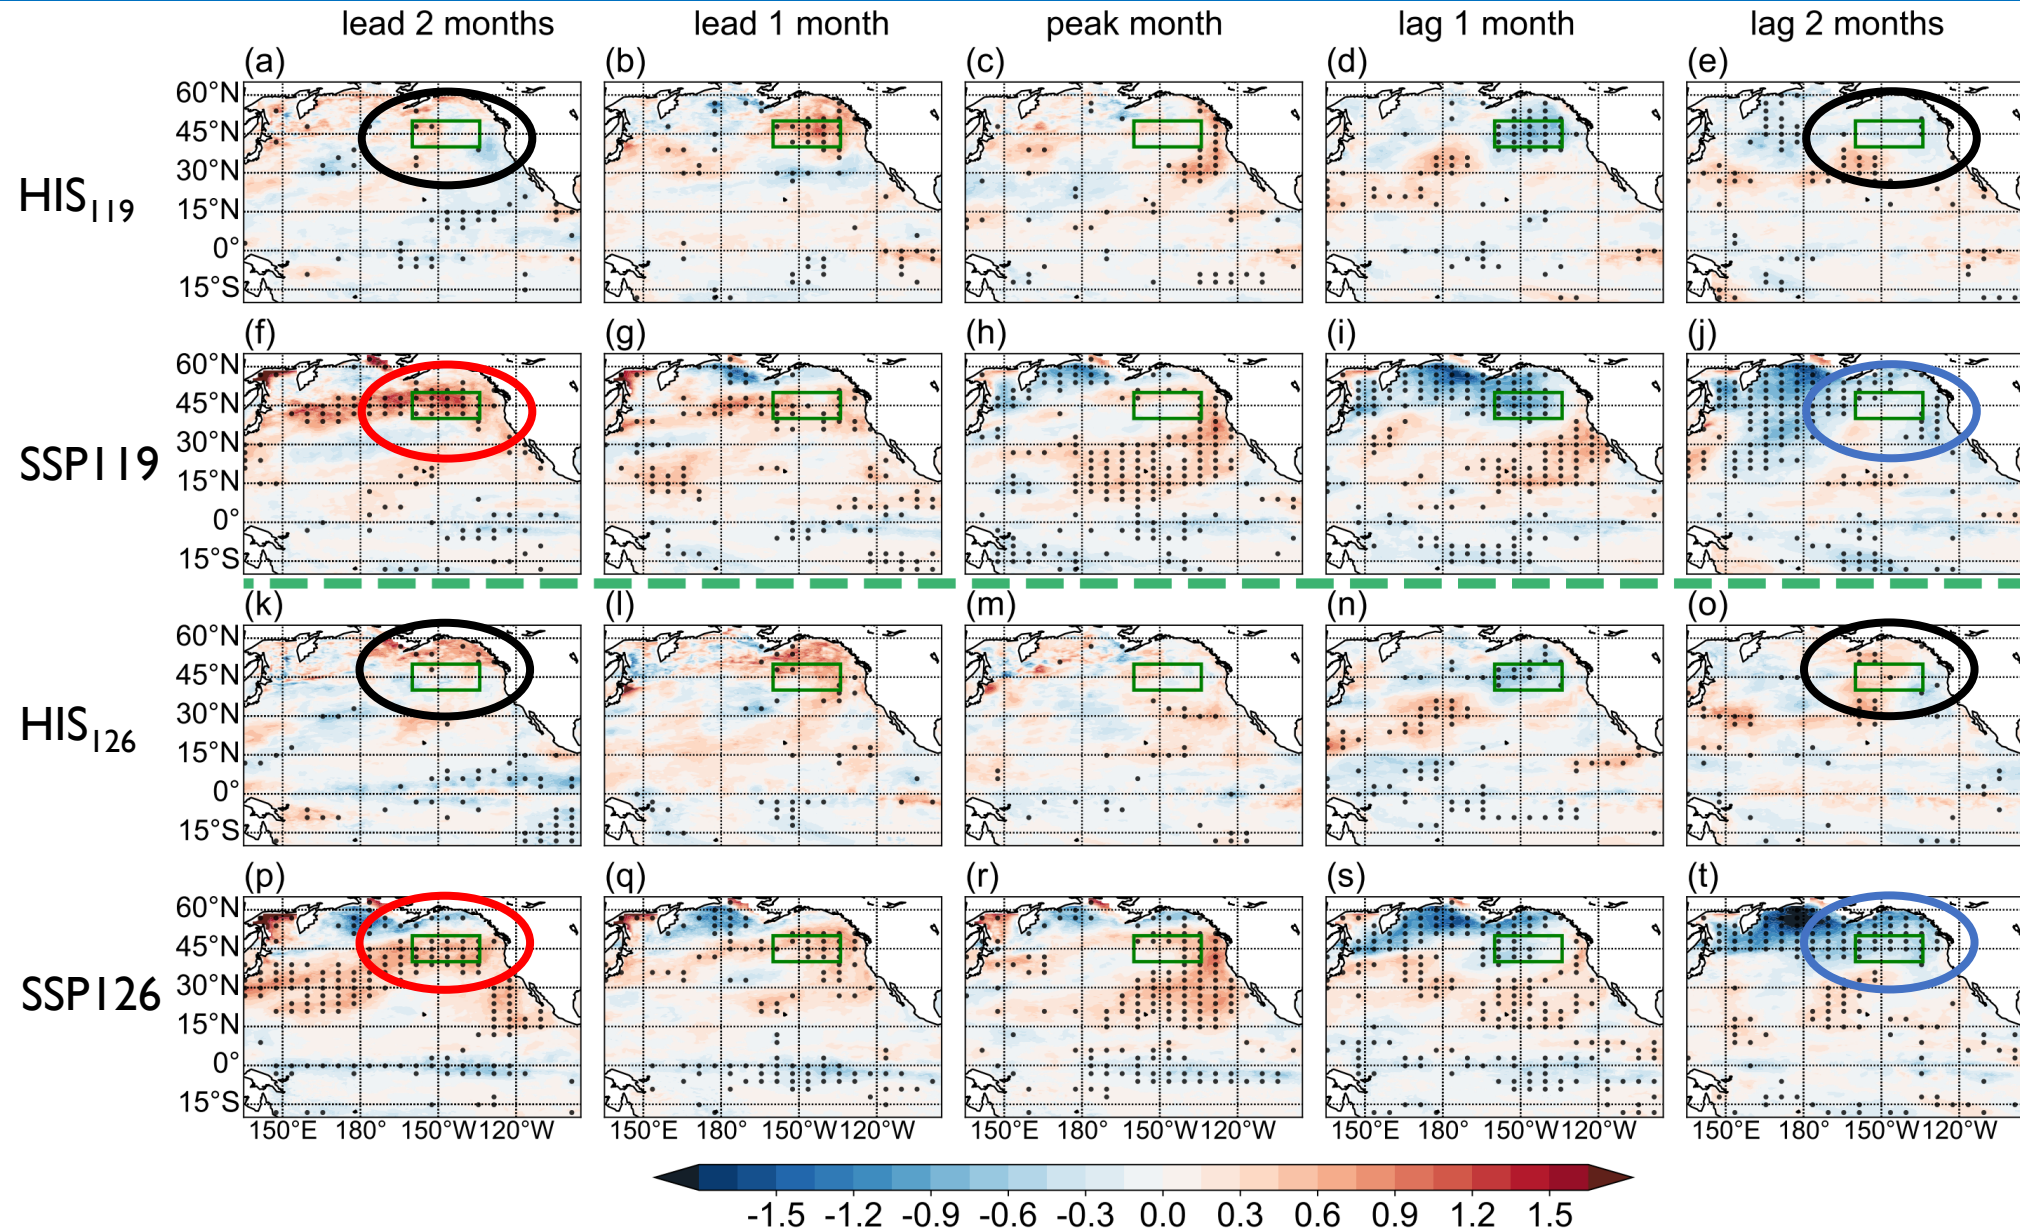 lead 2 months lead 1 month peak month lag 1 month lag 2 months
(a) (b) (c) (d) (e)
60°N
45°N
30°N
15°N
0°
15°S
HIS119
(f) (g) (h) (i) (j)
60°N
45°N
30°N
15°N
0°
15°S
SSP119
(k) (l) (m) (n) (o)
60°N
45°N
30°N
15°N
0°
15°S
HIS126
(p) (q) (r) (s) (t)
60°N
45°N
30°N
15°N
0°
15°S
SSP126
150°E 180° 150°W 120°W 150°E 180° 150°W 120°W 150°E 180° 150°W 120°W 150°E 180° 150°W 120°W 150°E 180° 150°W 120°W
-1.5 -1.2 -0.9 -0.6 -0.3 0.0 0.3 0.6 0.9 1.2 1.5